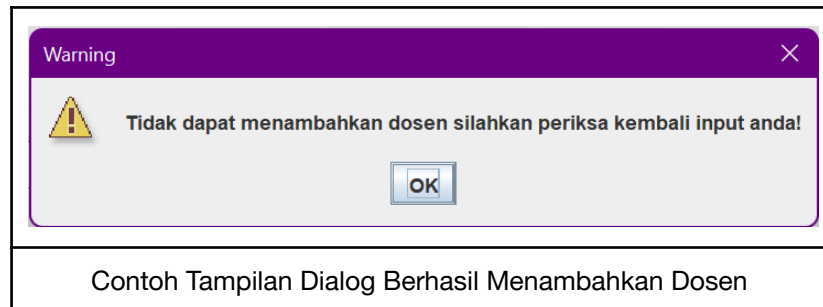 Warning
Tidak dapat menambahkan dosen silahkan periksa kembali input anda!
OK
Contoh Tampilan Dialog Berhasil Menambahkan Dosen